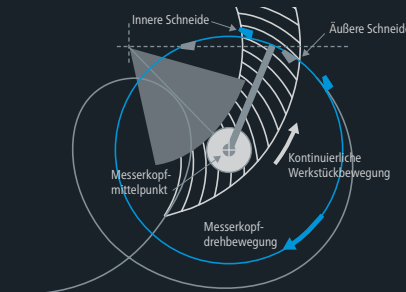 Innere Schneide
Äußere Schneide
Kontinuierliche
Werkstückbewegung
Messerkopf-
mittelpunkt
Messerkopf-
drehbewegung